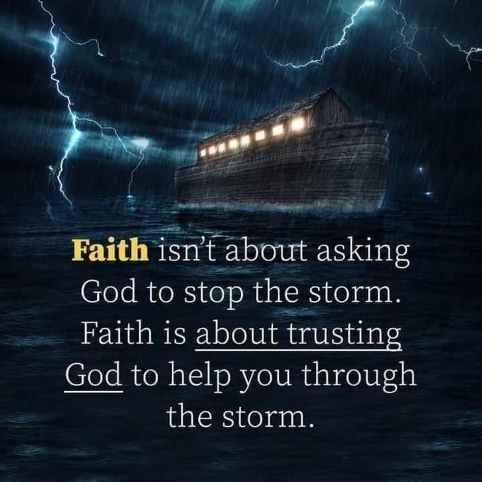 Faith isn't about asking
God to stop the storm.
Faith is about trusting
God to help you through
the storm.